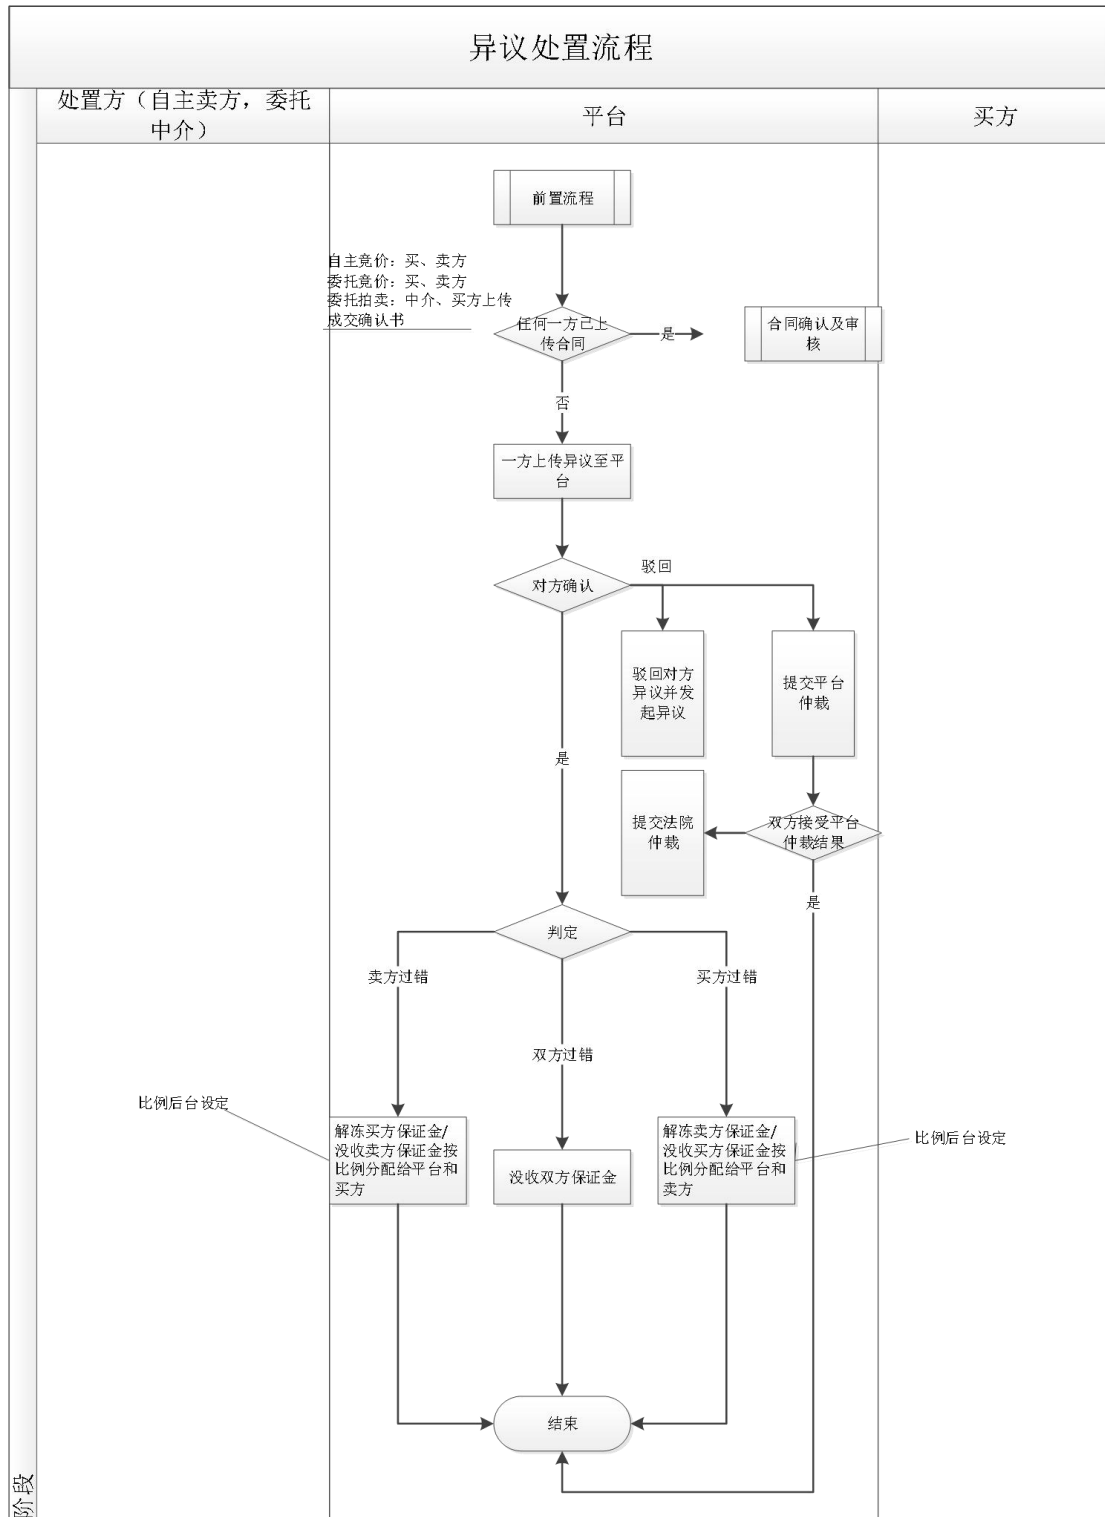 异议处置流程
处置方（自主卖方，委托
中介）
平台
买方
前置流程
自主竞价：买、卖方
委托竞价：买、卖方
委托拍卖：中介、买方上传
成交确认书
任何一方已上
传合同
是
合同确认及审
核
否
一方上传异议至平
台
对方确认
驳回
驳回对方
异议并发
起异议
提交平台
仲裁
是
提交法院
仲裁
双方接受平台
仲裁结果
是
判定
卖方过错
买方过错
双方过错
比例后台设定
解冻买方保证金/
没收卖方保证金按
比例分配给平台和
买方
没收双方保证金
解冻卖方保证金/
没收买方保证金按
比例分配给平台和
卖方
比例后台设定
结束
阶段